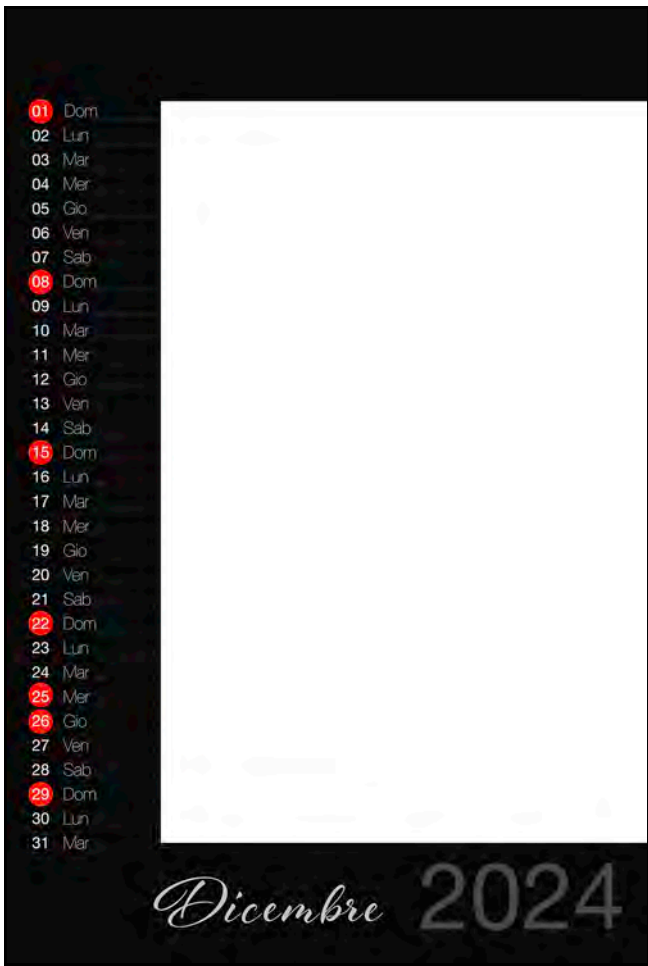 01 Dom
02 Lun
03 Mar
04 Mer
05 Gio
06 Ven
07 Sab
08 Dom
09 Lun
10 Mar
11 Mer
12 Gio
13 Ven
14 Sab
15 Dom
16 Lun
17 Mar
18 Mer
19 Gio
20 Ven
21 Sab
22 Dom
23 Lun
24 Mar
25 Mer
26 Gio
27 Ven
28 Sab
29 Dom
30 Lun
31 Mar
Dicembre 2024